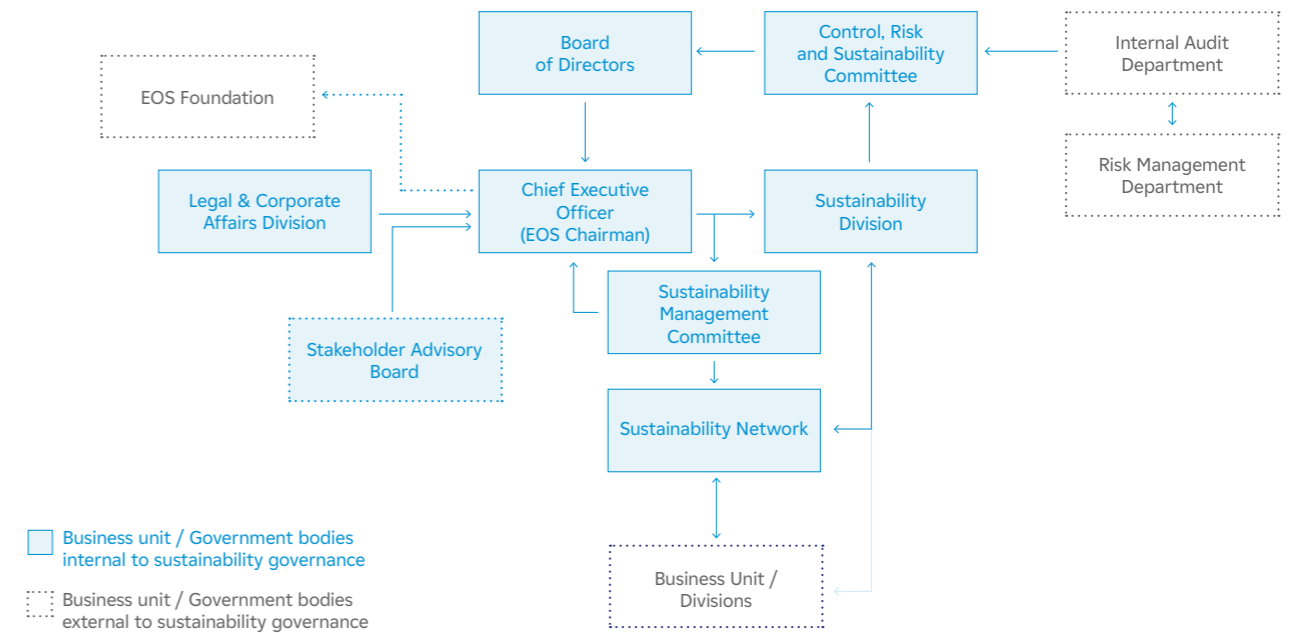 Board
of Directors
Control, Risk
and Sustainability
Committee
Internal Audit
Department
EOS Foundation
Risk Management
Department
Legal & Corporate
Affairs Division
Chief Executive
Officer
(EOS Chairman)
Sustainability
Division
Sustainability
Management
Committee
Stakeholder Advisory
Board
Sustainability Network
Business Unit /
Divisions
Business unit / Government bodies
internal to sustainability governance
Business unit / Government bodies
external to sustainability governance